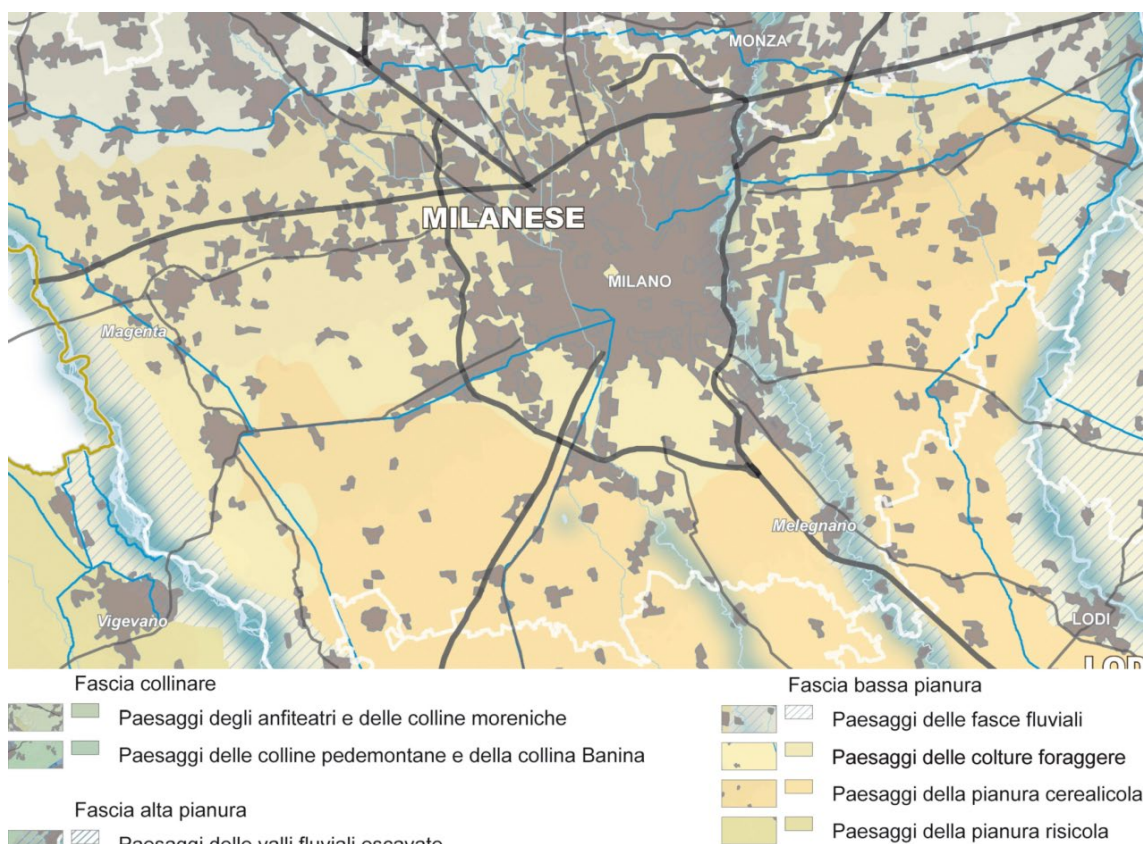 MONZA
MILANESE
MILANO
Magenta
Melegnano
Vigevano
LODI
LOD
Fascia collinare
Paesaggi degli anfiteatri e delle colline moreniche
Paesaggi delle colline pedemontane e della collina Banina
Fascia alta pianura
Paesaggi delle valli fluviali escavate
Fascia bassa pianura
Paesaggi delle fasce fluviali
Paesaggi delle colture foraggere
Paesaggi della pianura cerealicola
Paesaggi della pianura risicola